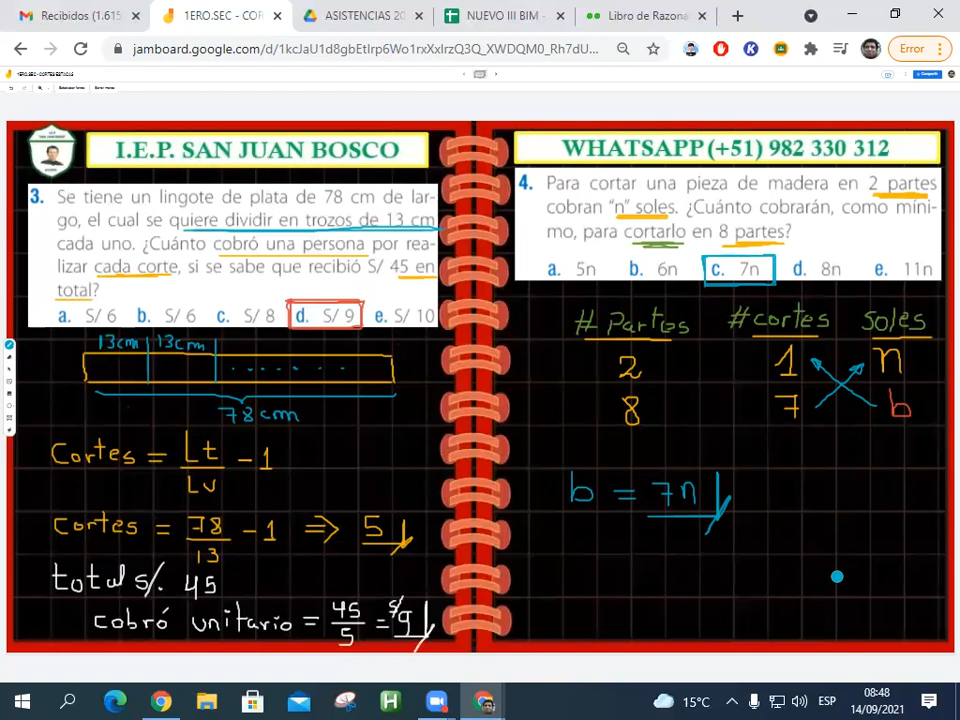 Recibidos (1.615
1ERO.SEC - COR
ASISTENCIAS 20
NUEVO III BIM -
Libro de Razona
jamboard.google.com/d/1kcJaU1d8gbEtIrp6Wo1rxXxlrzQ3Q_XWDQM0_Rh7dU...
Error
I.E.P. SAN JUAN BOSCO
3. Se tiene un lingote de plata de 78 cm de lar-
go, el cual se quiere dividir en trozos de 13 cm
cada uno. ¿Cuánto cobró una persona por rea-
lizar cada corte, si se sabe que recibió S/ 45 en
total?
a. S/ 6 b. S/ 6 c. S/ 8 d. S/ 9 e. S/ 10
13cm 13cm
78cm
Cortes = Lt/Lv - 1
Cortes = 78/13 - 1 => 5
total s/. 45
cobró unitario = 45/5 = s/ 9
WHATSAPP (+51) 982 330 312
4. Para cortar una pieza de madera en 2 partes
cobran "n" soles. ¿Cuánto cobrarán, como míni-
mo, para cortarlo en 8 partes?
a. 5n b. 6n c. 7n d. 8n e. 11n
# Partes #cortes soles
2 1 n
8 7 b
b = 7n
15°C
ESP
08:48
14/09/2021